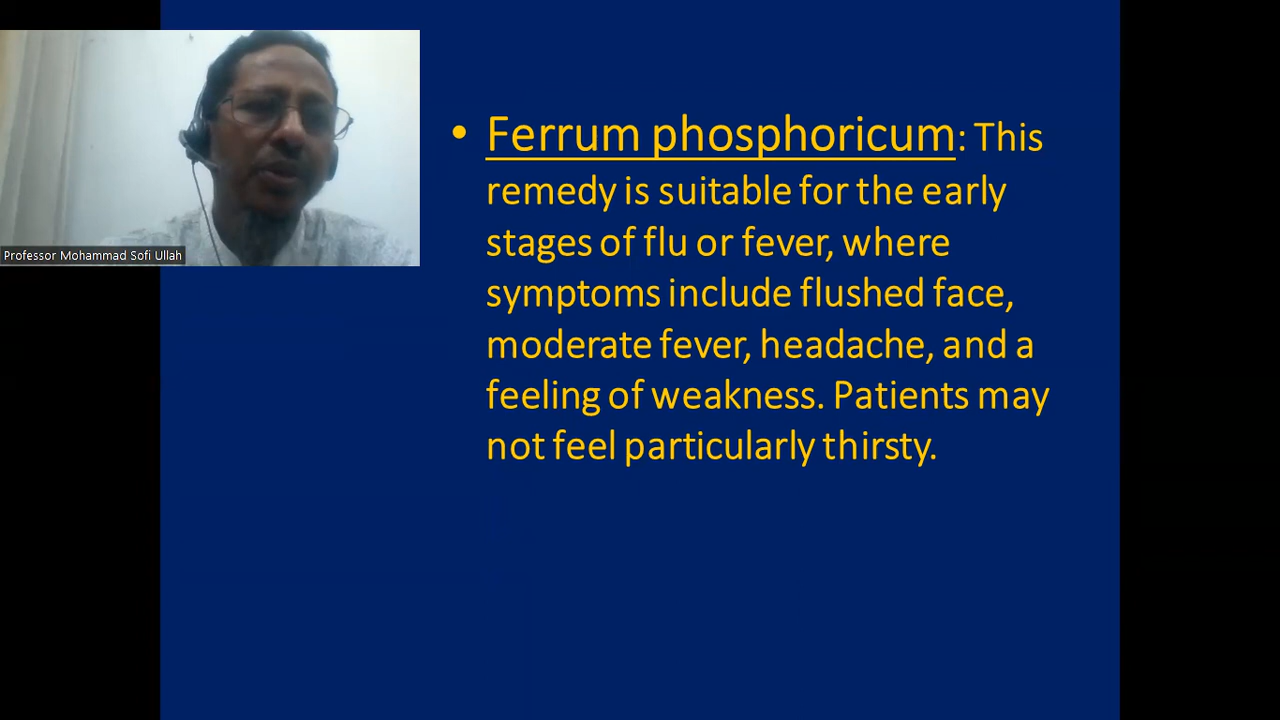 Professor Mohammad Sofi Ullah
• Ferrum phosphoricum: This
remedy is suitable for the early
stages of flu or fever, where
symptoms include flushed face,
moderate fever, headache, and a
feeling of weakness. Patients may
not feel particularly thirsty.